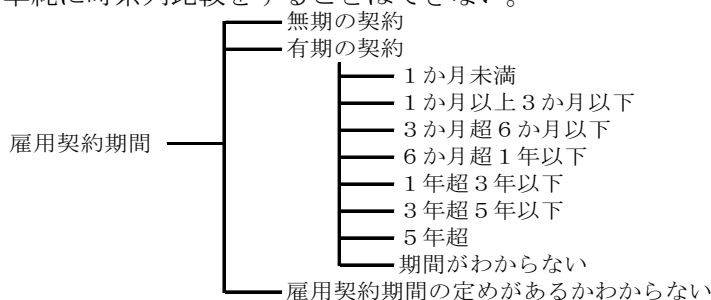 単純に時系列比較をすることはできない。
無期の契約
有期の契約
１か月未満
１か月以上３か月以下
３か月超６か月以下
雇用契約期間
６か月超１年以下
１年超３年以下
３年超５年以下
５年超
期間がわからない
雇用契約期間の定めがあるかわからない